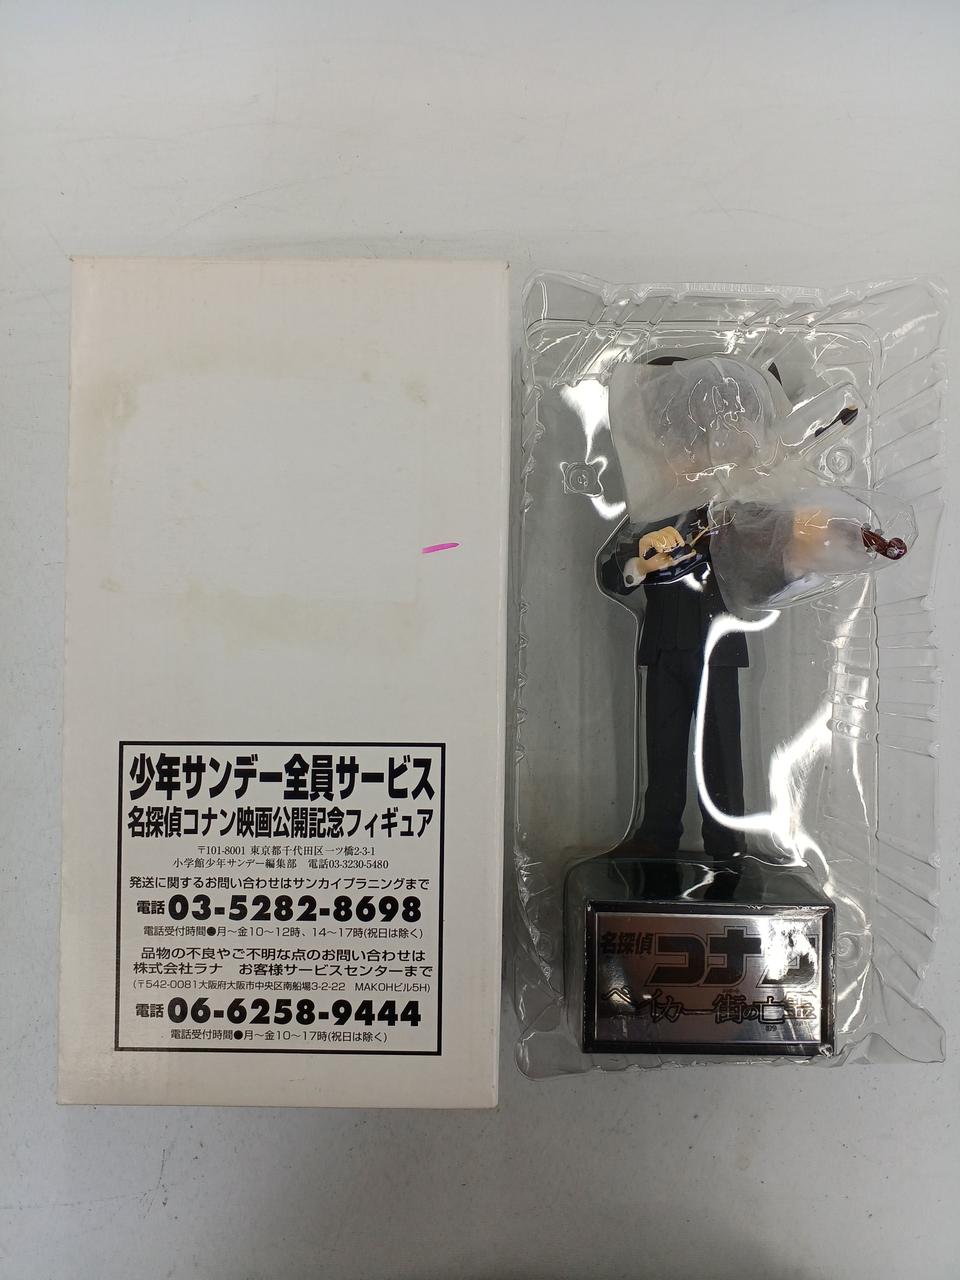 少年サンデー全員サービス
名探偵コナン映画公開記念フィギュア
〒101-8001 東京都千代田区一ツ橋2-3-1
小学館少年サンデー編集部　電話03-3230-5480
発送に関するお問い合わせはサンカイプラニングまで
電話03-5282-8698
電話受付時間●月〜金10〜12時、14〜17時(祝日は除く)
品物の不良やご不明な点のお問い合わせは
株式会社ラナ　お客様サービスセンターまで
(〒542-0081大阪府大阪市中央区南船場3-2-22　MAKOHビル5H)
電話06-6258-9444
電話受付時間●月〜金10〜17時(祝日は除く)
名探偵コナン
ベイカー街の亡霊